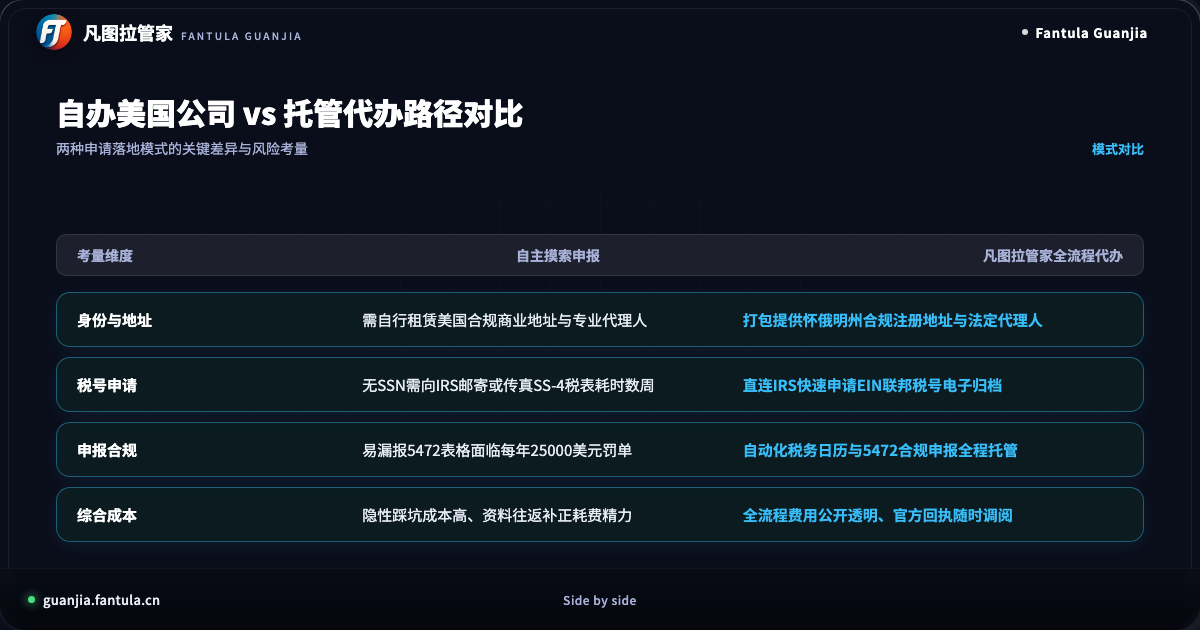 FT 凡图拉管家 FANTULA GUANJIA
Fantula Guanjia
自办美国公司 vs 托管代办路径对比
两种申请落地模式的关键差异与风险考量
模式对比
考量维度 自主摸索申报 凡图拉管家全流程代办
身份与地址 需自行租赁美国合规商业地址与专业代理人 打包提供怀俄明州合规注册地址与法定代理人
税号申请 无SSN需向IRS邮寄或传真SS-4税表耗时数周 直连IRS快速申请EIN联邦税号电子归档
申报合规 易漏报5472表格面临每年25000美元罚单 自动化税务日历与5472合规申报全程托管
综合成本 隐性踩坑成本高、资料往返补正耗费精力 全流程费用公开透明、官方回执随时调阅
guanjia.fantula.cn
Side by side